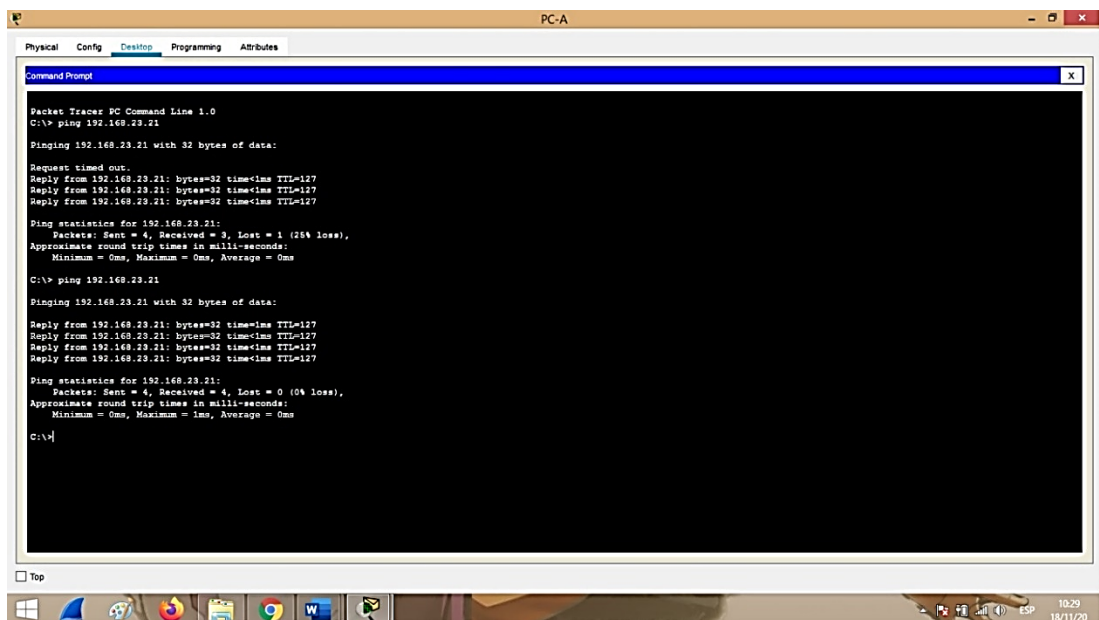 PC-A
Physical Config Desktop Programming Attributes
Command Prompt
X
Packet Tracer PC Command Line 1.0
C:\> ping 192.168.23.21
Pinging 192.168.23.21 with 32 bytes of data:
Request timed out.
Reply from 192.168.23.21: bytes=32 time<1ms TTL=127
Reply from 192.168.23.21: bytes=32 time<1ms TTL=127
Reply from 192.168.23.21: bytes=32 time<1ms TTL=127
Ping statistics for 192.168.23.21:
Packets: Sent = 4, Received = 3, Lost = 1 (25% loss),
Approximate round trip times in milli-seconds:
Minimum = 0ms, Maximum = 0ms, Average = 0ms
C:\> ping 192.168.23.21
Pinging 192.168.23.21 with 32 bytes of data:
Reply from 192.168.23.21: bytes=32 time=1ms TTL=127
Reply from 192.168.23.21: bytes=32 time<1ms TTL=127
Reply from 192.168.23.21: bytes=32 time<1ms TTL=127
Reply from 192.168.23.21: bytes=32 time<1ms TTL=127
Ping statistics for 192.168.23.21:
Packets: Sent = 4, Received = 4, Lost = 0 (0% loss),
Approximate round trip times in milli-seconds:
Minimum = 0ms, Maximum = 1ms, Average = 0ms
C:\>
Top
ESP
10:29
18/11/20